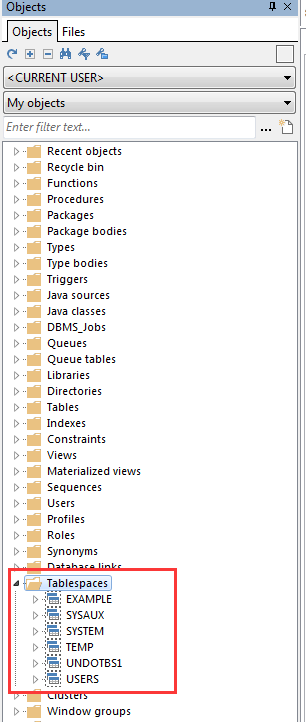 Objects
Objects Files
<CURRENT USER>
My objects
Enter filter text...
...
Recent objects
Recycle bin
Functions
Procedures
Packages
Package bodies
Types
Type bodies
Triggers
Java sources
Java classes
DBMS_Jobs
Queues
Queue tables
Libraries
Directories
Tables
Indexes
Constraints
Views
Materialized views
Sequences
Users
Profiles
Roles
Synonyms
Database links
Tablespaces
EXAMPLE
SYSAUX
SYSTEM
TEMP
UNDOTBS1
USERS
Clusters
Window groups